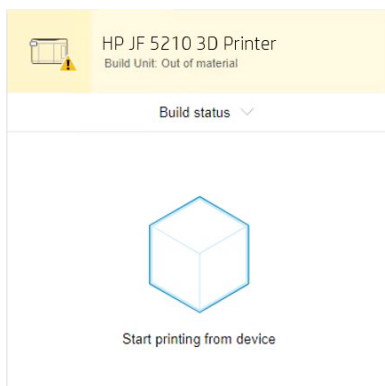 HP JF 5210 3D Printer
Build Unit: Out of material
Build status
Start printing from device